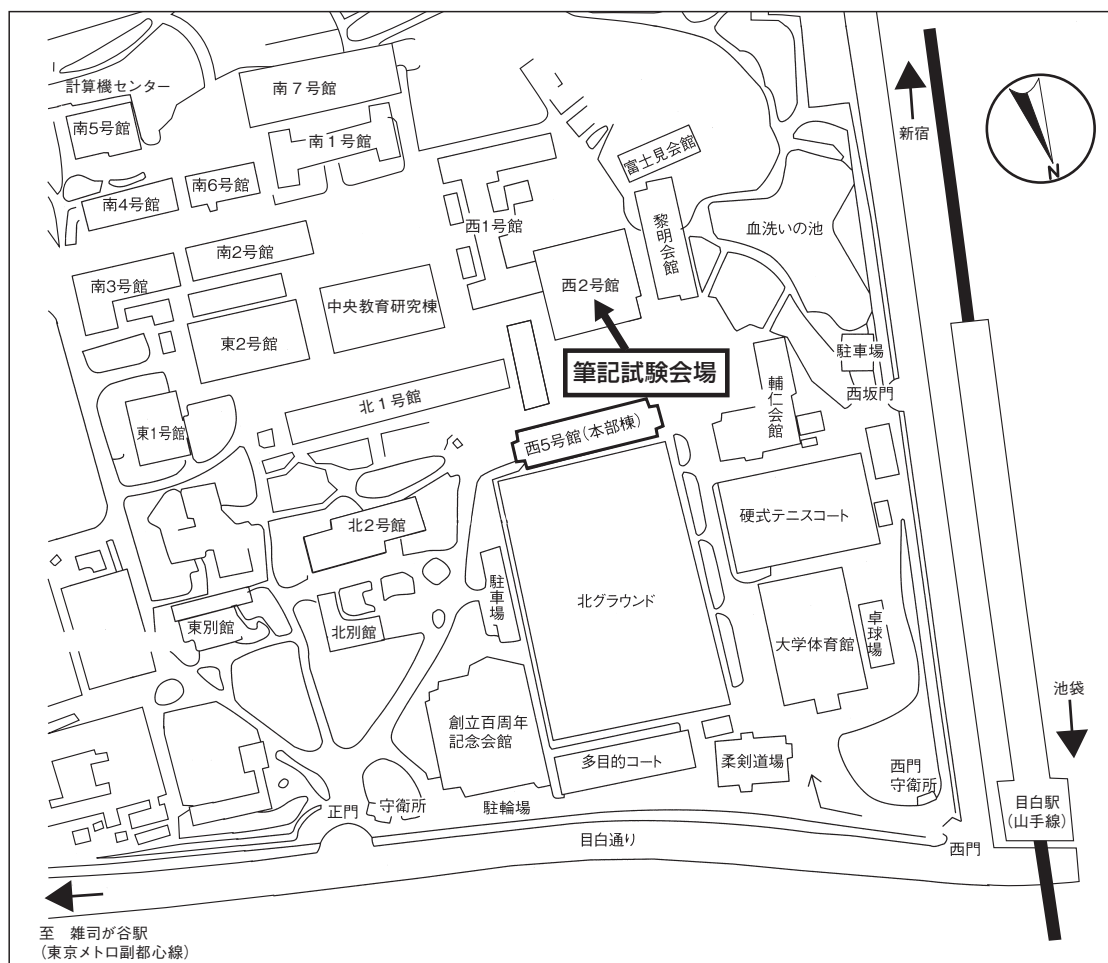 計算機センター
南7号館
南5号館
南1号館
新宿
N
富士見会館
南6号館
南4号館
西1号館
黎明会館
血洗いの池
南2号館
南3号館
西2号館
中央教育研究棟
東2号館
駐車場
筆記試験会場
輔仁会館
西坂門
北1号館
東1号館
西5号館(本部棟)
硬式テニスコート
北2号館
駐車場
北グラウンド
東別館
北別館
大学体育館
卓球場
池袋
創立百周年
記念会館
多目的コート
柔剣道場
西門
守衛所
目白駅
(山手線)
正門
守衛所
駐輪場
目白通り
西門
至 雑司が谷駅
(東京メトロ副都心線)